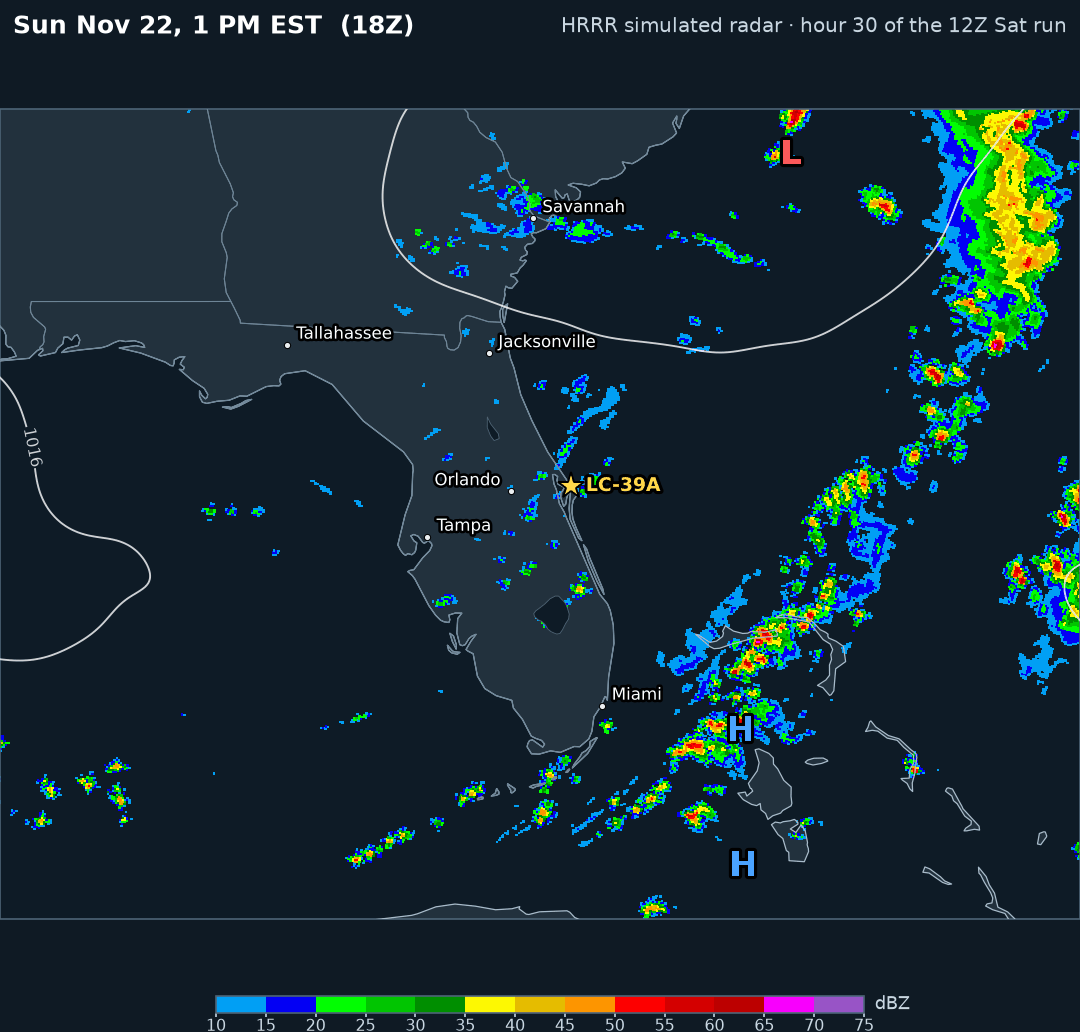 Sun Nov 22, 1 PM EST (18Z)
HRRR simulated radar · hour 30 of the 12Z Sat run
L
Savannah
Tallahassee
Jacksonville
1016
Orlando
LC-39A
Tampa
Miami
H
H
dBZ
10 15 20 25 30 35 40 45 50 55 60 65 70 75